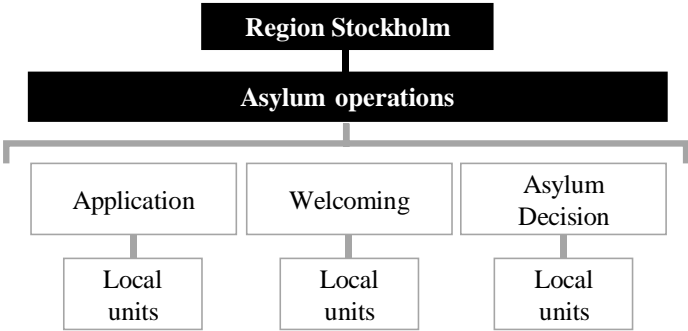 Region Stockholm
Asylum operations
Application
Welcoming
Asylum
Decision
Local
units
Local
units
Local
units